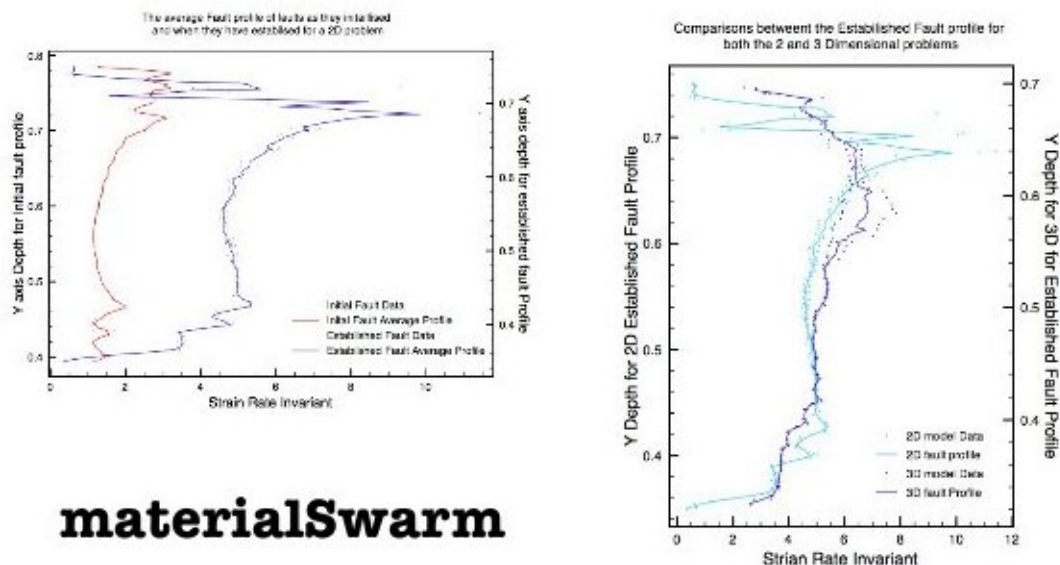 The average Fault profile of faults as they initailised
and when they have establised for a 2D problem
Y axis Depth for Initial fault profile
0.8
0.7
0.6
0.5
0.4
Y axis depth for established fault Profile
0.7
0.6
0.5
0.4
Initial Fault Data
Inital Fault Average Profile
Established Fault Data
Established Fault Average Profile
0 2 4 6 8 10
Strain Rate Invariant
materialSwarm
Comparisons betweent the Estabilished Fault profile for
both the 2 and 3 Dimensional problems
Y Depth for 2D Established Fault Profile
0.7
0.6
0.5
0.4
Y Depth for 3D for Established Fault Profile
0.7
0.6
0.5
0.4
2D model Data
2D fault profile
3D model Data
3D fault Profile
0 2 4 6 8 10 12
Strian Rate Invariant